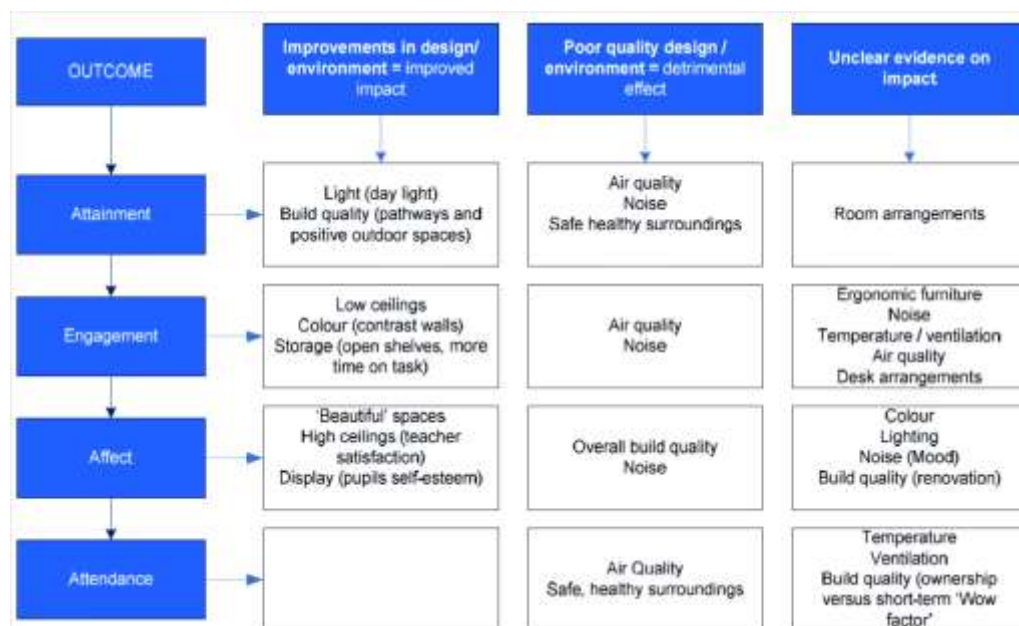 OUTCOME
Improvements in design/
environment = improved
impact
Poor quality design /
environment = detrimental
effect
Unclear evidence on
impact
Attainment
Light (day light)
Build quality (pathways and
positive outdoor spaces)
Air quality
Noise
Safe healthy surroundings
Room arrangements
Engagement
Low ceilings
Colour (contrast walls)
Storage (open shelves, more
time on task)
Air quality
Noise
Ergonomic furniture
Noise
Temperature / ventilation
Air quality
Desk arrangements
Affect
'Beautiful' spaces
High ceilings (teacher
satisfaction)
Display (pupils self-esteem)
Overall build quality
Noise
Colour
Lighting
Noise (Mood)
Build quality (renovation)
Attendance
Air Quality
Safe, healthy surroundings
Temperature
Ventilation
Build quality (ownership
versus short-term 'Wow
factor'